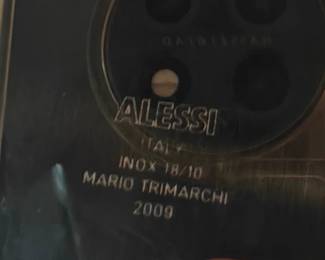 ALESSI
ITALY
INOX 18/10
MARIO TRIMARCHI
2009